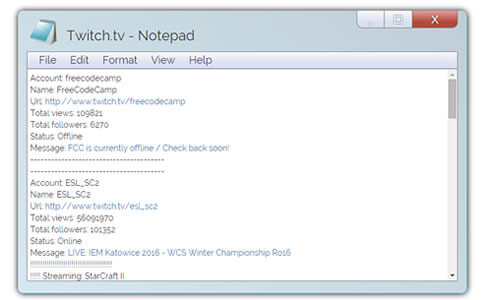 Twitch.tv - Notepad
X
File Edit Format View Help
Account: freecodecamp
Name: FreeCodeCamp
Url: http://www.twitch.tv/freecodecamp
Total views: 109821
Total followers: 6270
Status: Offline
Message: FCC is currently offline / Check back soon!
---------------------------------------
---------------------------------------
Account: ESL_SC2
Name: ESL_SC2
Url: http://www.twitch.tv/esl_sc2
Total views: 56091970
Total followers: 101352
Status: Online
Message: LIVE: IEM Katowice 2016 - WCS Winter Championship Ro16
!!!!!!!!!!!!!!!!!!!!!!!!!!!!!!!!!!!!!!!
!!!!! Streaming: StarCraft II